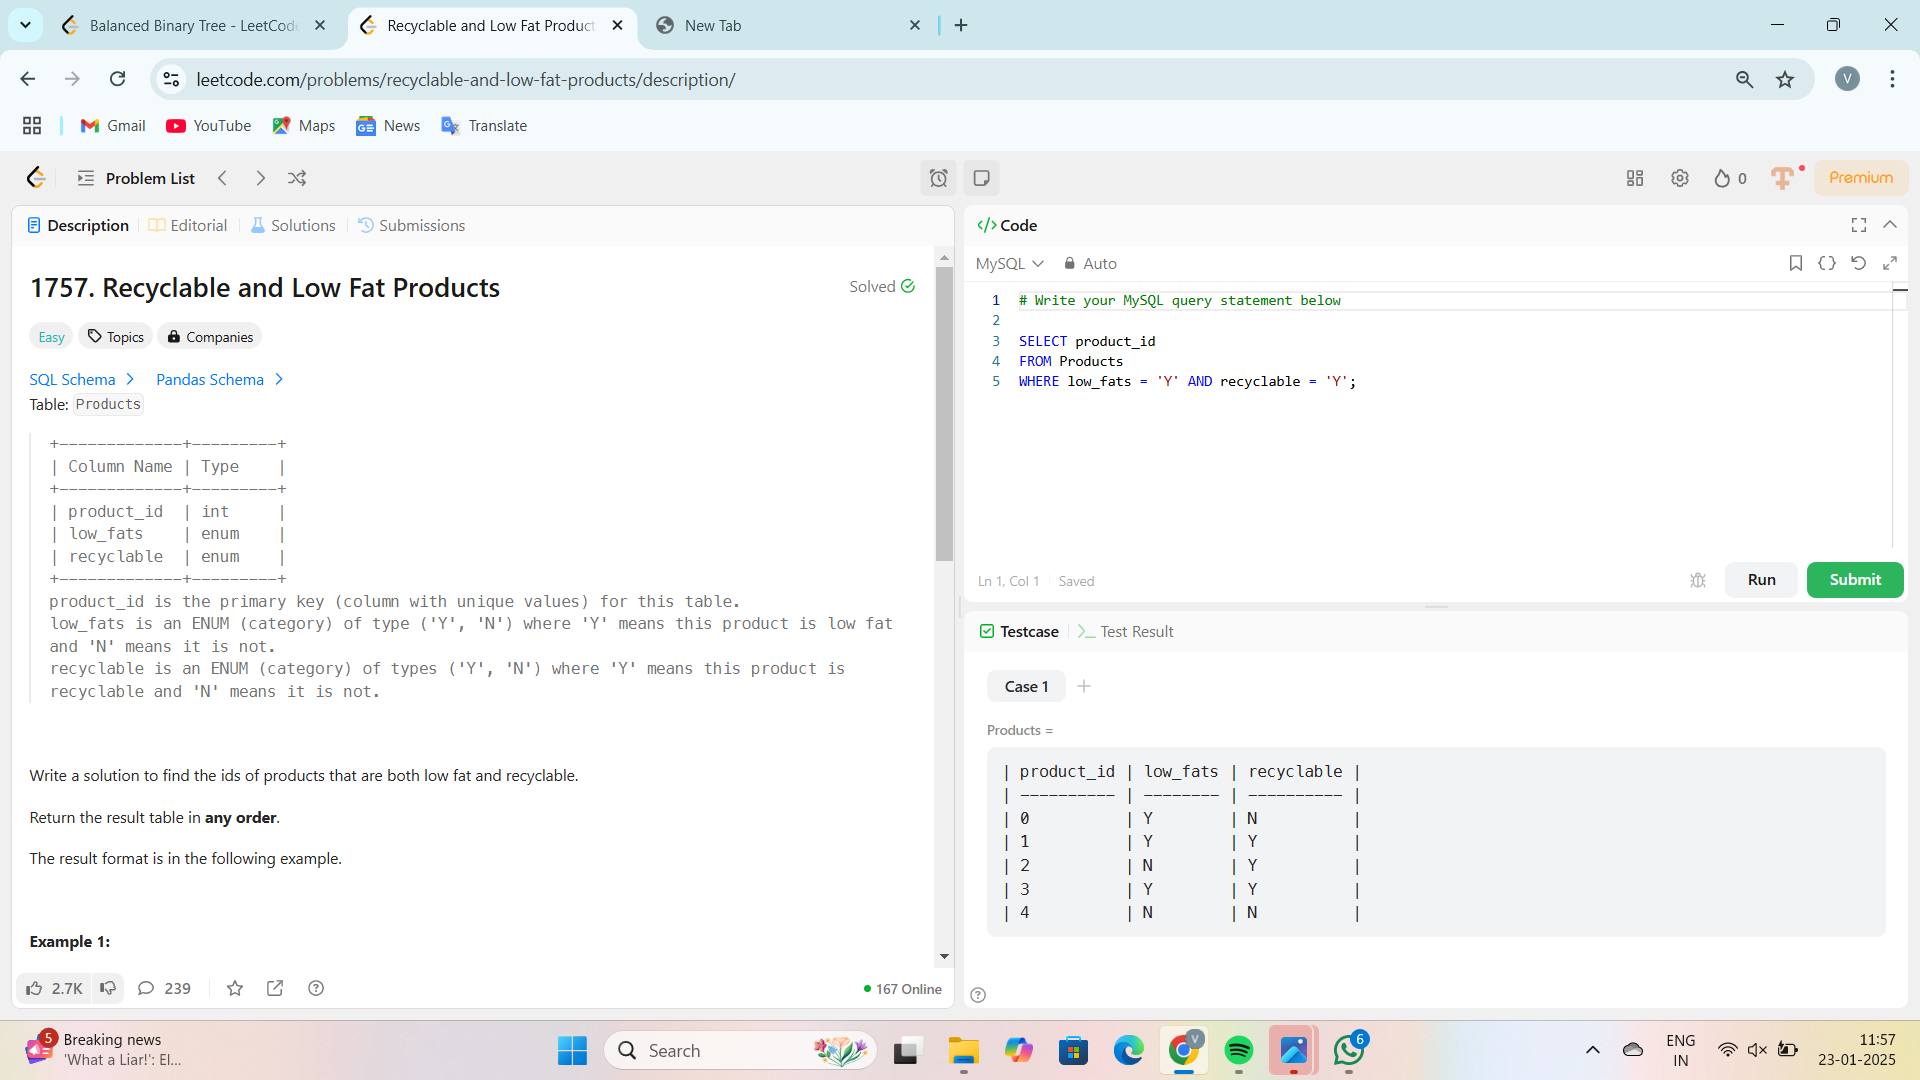 Balanced Binary Tree - LeetCode
Recyclable and Low Fat Product
New Tab
leetcode.com/problems/recyclable-and-low-fat-products/description/
V
Gmail
YouTube
Maps
News
Translate
Problem List
0
Premium
Description
Editorial
Solutions
Submissions
1757. Recyclable and Low Fat Products
Solved
Easy
Topics
Companies
SQL Schema
Pandas Schema
Table: Products
+-------------+---------+
| Column Name | Type    |
+-------------+---------+
| product_id  | int     |
| low_fats    | enum    |
| recyclable  | enum    |
+-------------+---------+
product_id is the primary key (column with unique values) for this table.
low_fats is an ENUM (category) of type ('Y', 'N') where 'Y' means this product is low fat
and 'N' means it is not.
recyclable is an ENUM (category) of types ('Y', 'N') where 'Y' means this product is
recyclable and 'N' means it is not.
Write a solution to find the ids of products that are both low fat and recyclable.
Return the result table in any order.
The result format is in the following example.
Example 1:
2.7K
239
167 Online
</> Code
MySQL
Auto
1 # Write your MySQL query statement below
2
3 SELECT product_id
4 FROM Products
5 WHERE low_fats = 'Y' AND recyclable = 'Y';
Ln 1, Col 1
Saved
Run
Submit
Testcase
Test Result
Case 1
Products =
| product_id | low_fats | recyclable |
| ---------- | -------- | ---------- |
| 0          | Y        | N          |
| 1          | Y        | Y          |
| 2          | N        | Y          |
| 3          | Y        | Y          |
| 4          | N        | N          |
5
Breaking news
'What a Liar!': El...
Search
V
6
ENG
IN
11:57
23-01-2025